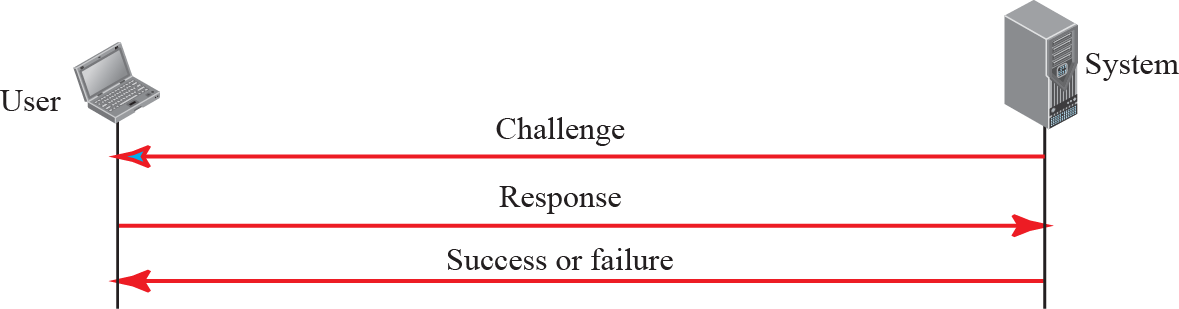 System
User
Challenge
Response
Success or failure